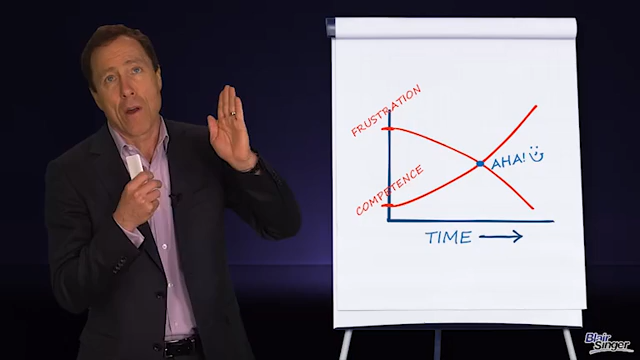 FRUSTRATION
COMPETENCE
AHA!
TIME
Blair
Singer